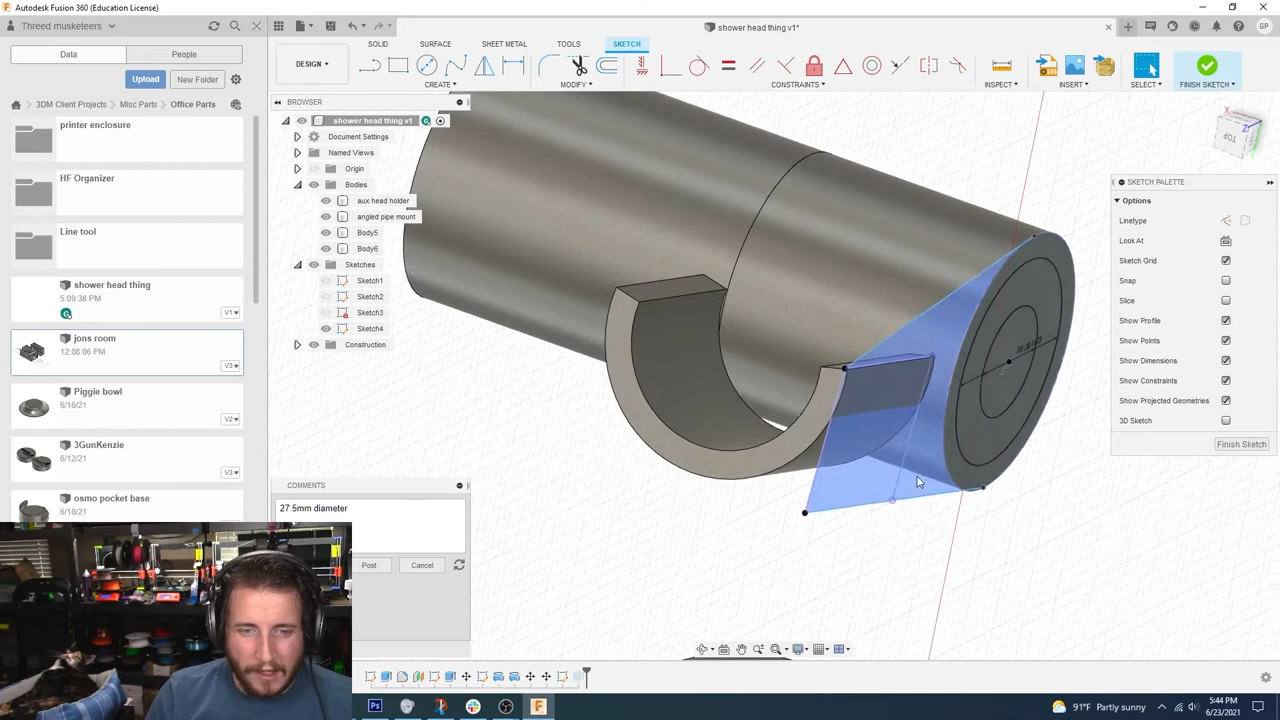 Autodesk Fusion 360 (Education License)
Threed musketeers
shower head thing v1*
GP
Data
People
Upload
New Folder
3DM Client Projects
Misc Parts
Office Parts
printer enclosure
HF Organizer
Line tool
shower head thing
5:09:38 PM
V1
jons room
12:08:06 PM
V3
Piggie bowl
6/16/21
V2
3GunKenzie
6/12/21
V3
osmo pocket base
6/10/21
V2
DESIGN
SOLID
SURFACE
SHEET METAL
TOOLS
SKETCH
CREATE
MODIFY
CONSTRAINTS
INSPECT
INSERT
SELECT
FINISH SKETCH
BROWSER
shower head thing v1
Document Settings
Named Views
Origin
Bodies
aux head holder
angled pipe mount
Body5
Body6
Sketches
Sketch1
Sketch2
Sketch3
Sketch4
Construction
COMMENTS
27.5mm diameter
Post
Cancel
TOP
X
Z
SKETCH PALETTE
Options
Linetype
Look At
Sketch Grid
Snap
Slice
Show Profile
Show Points
Show Dimensions
Show Constraints
Show Projected Geometries
3D Sketch
Finish Sketch
91°F Partly sunny
5:44 PM
6/23/2021